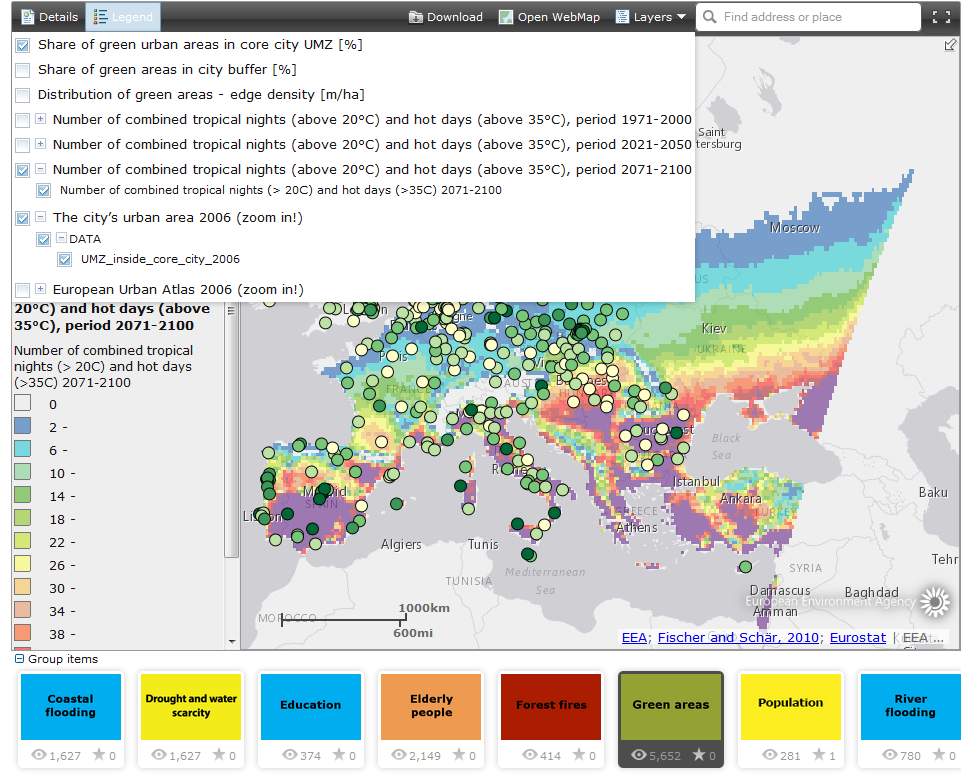 Details
Legend
Download
Open WebMap
Layers
Find address or place
Share of green urban areas in core city UMZ [%]
Share of green areas in city buffer [%]
Distribution of green areas - edge density [m/ha]
Number of combined tropical nights (above 20°C) and hot days (above 35°C), period 1971-2000
Number of combined tropical nights (above 20°C) and hot days (above 35°C), period 2021-2050
Number of combined tropical nights (above 20°C) and hot days (above 35°C), period 2071-2100
Number of combined tropical nights (> 20C) and hot days (>35C) 2071-2100
The city's urban area 2006 (zoom in!)
DATA
UMZ_inside_core_city_2006
European Urban Atlas 2006 (zoom in!)
20°C) and hot days (above
35°C), period 2071-2100
Number of combined tropical
nights (> 20C) and hot days
(>35C) 2071-2100
0
2 -
6 -
10 -
14 -
18 -
22 -
26 -
30 -
34 -
38 -
Saint
tersburg
Moscow
Kiev
UKRAINE
FRANCE
Black
Sea
Istanbul
Ankara
TURKEY
Baku
Madrid
SPAIN
GREECE
Athens
Algiers
Tunis
Mediterranean
Sea
TUNISIA
MOROCCO
SYRIA
Damascus
Baghdad
Amman
Tehr
European Environment Agency
1000km
600mi
EEA; Fischer and Schär, 2010; Eurostat | EEA ...
Group items
Coastal
flooding
1,627
0
Drought and water
scarcity
1,627
0
Education
374
0
Elderly
people
2,149
0
Forest fires
414
0
Green areas
5,652
0
Population
281
1
River
flooding
780
0